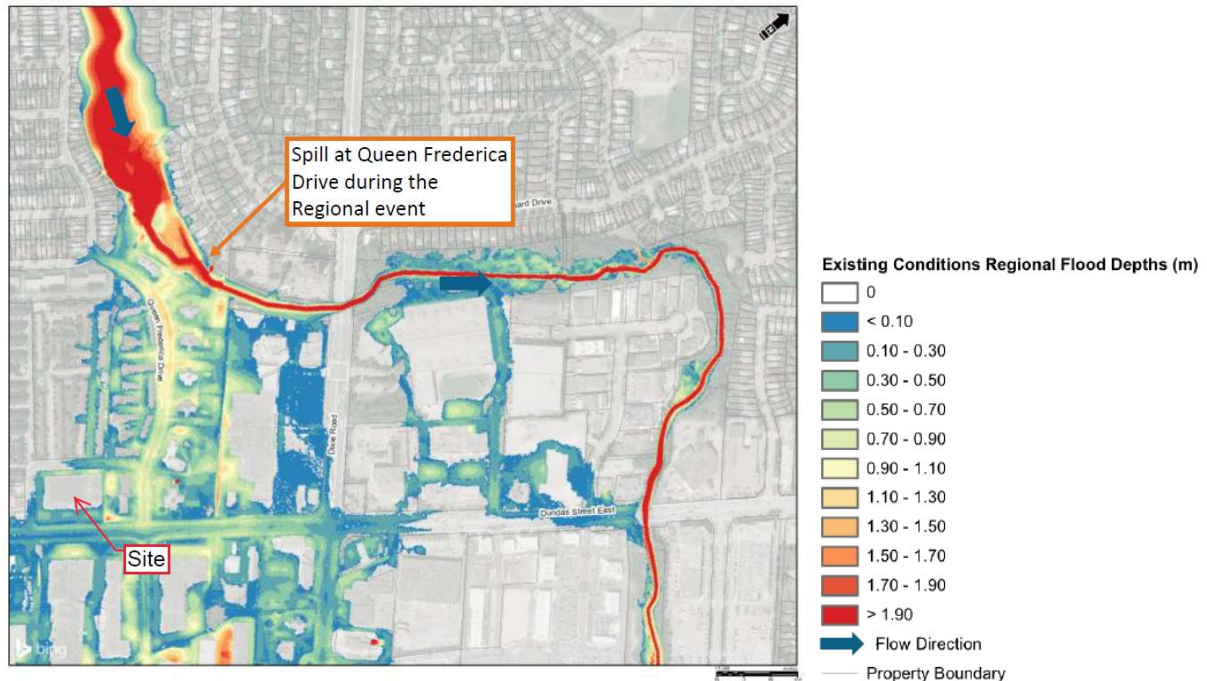 Spill at Queen Frederica
Drive during the
Regional event
ard Drive
Queen Frederica Drive
Dixie Road
Dundas Street East
Site
bing
Existing Conditions Regional Flood Depths (m)
0
< 0.10
0.10 - 0.30
0.30 - 0.50
0.50 - 0.70
0.70 - 0.90
0.90 - 1.10
1.10 - 1.30
1.30 - 1.50
1.50 - 1.70
1.70 - 1.90
> 1.90
Flow Direction
Property Boundary